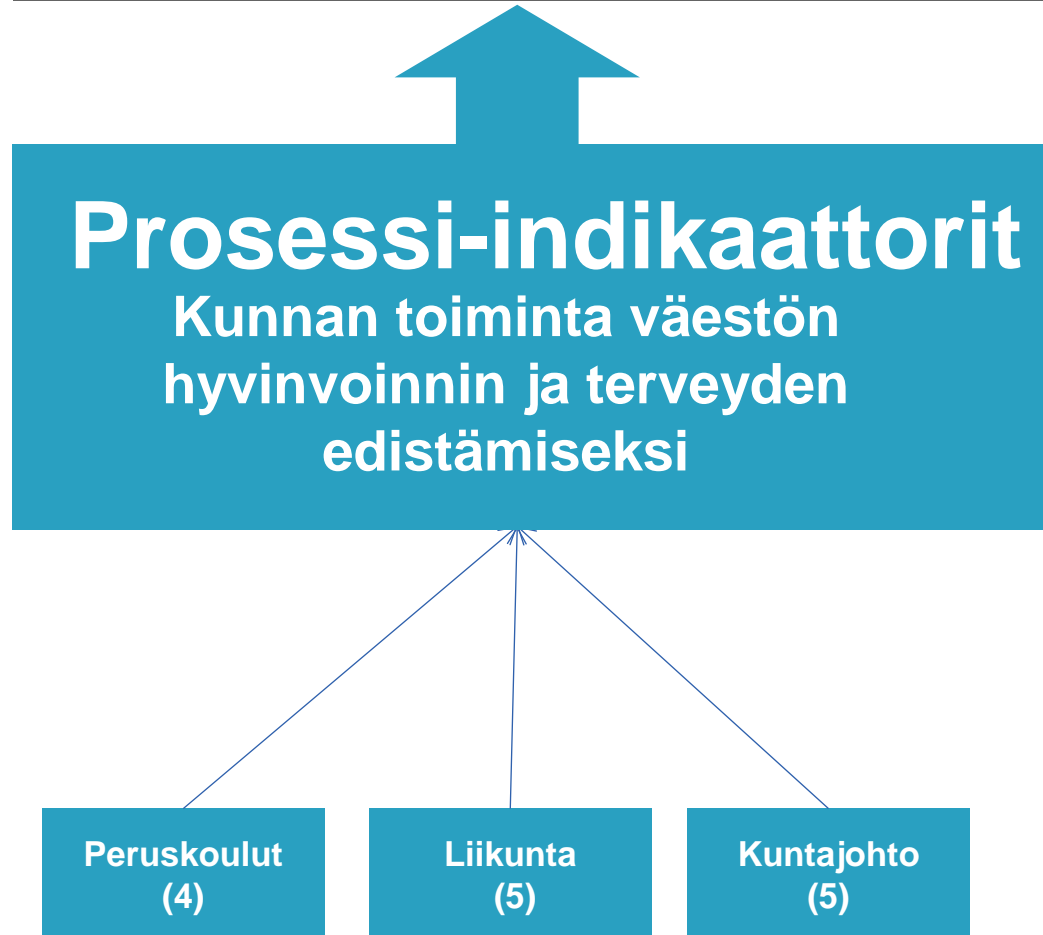 Prosessi-indikaattorit
Kunnan toiminta väestön
hyvinvoinnin ja terveyden
edistämiseksi
Peruskoulut
(4)
Liikunta
(5)
Kuntajohto
(5)